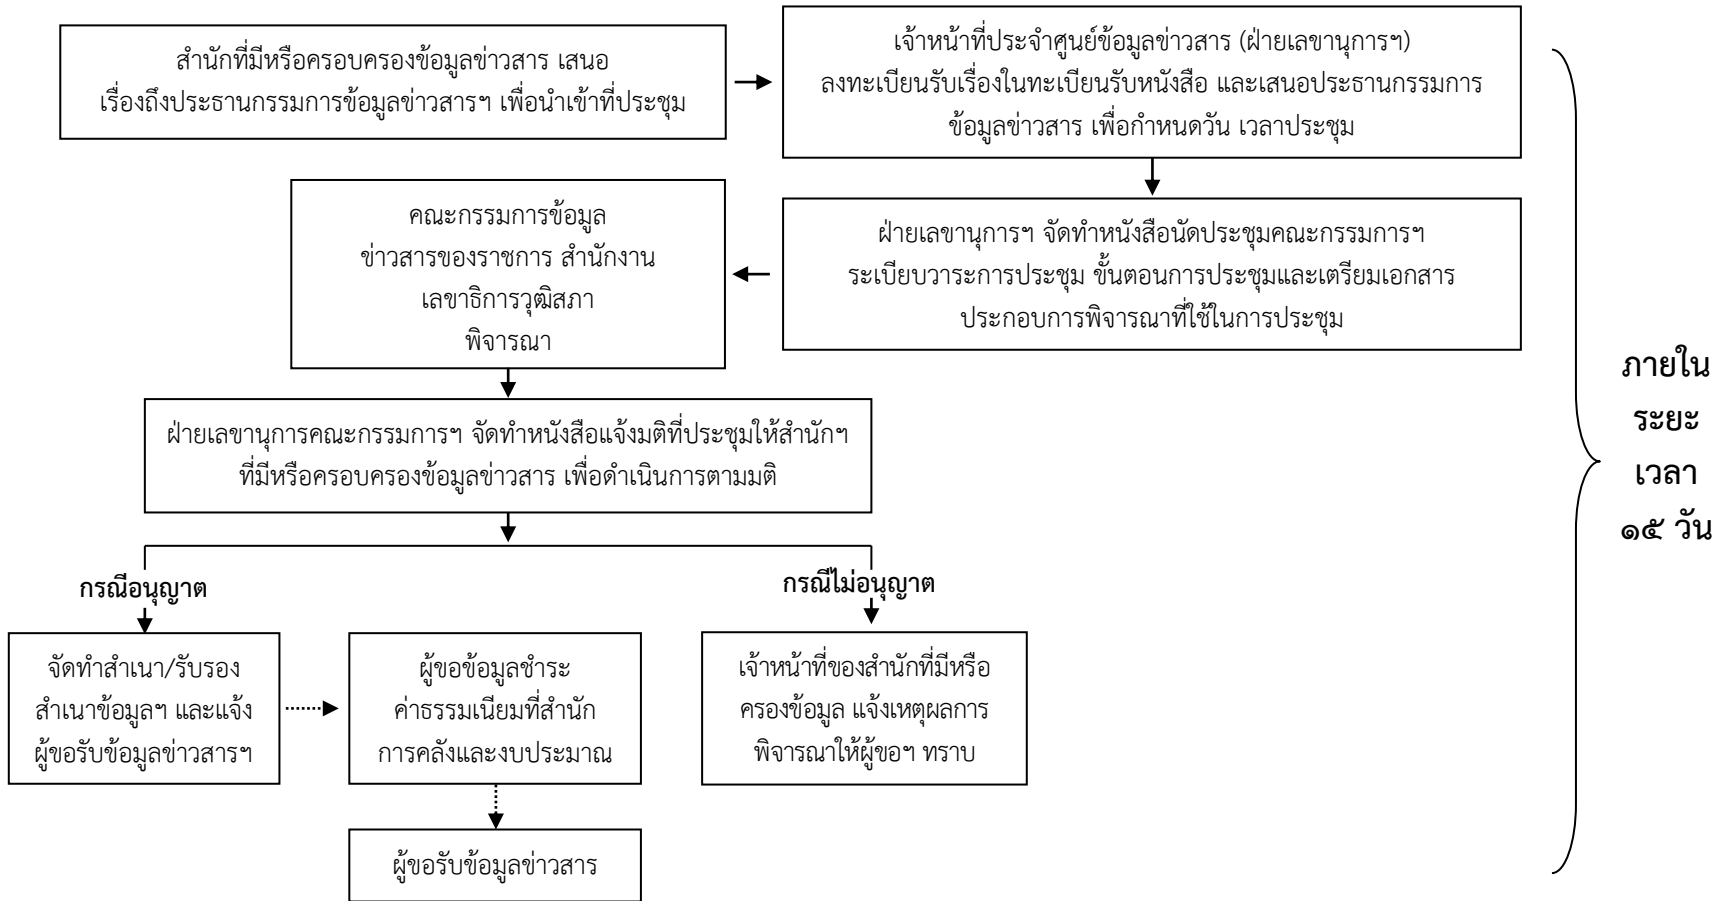 สำนักที่มีหรือครอบครองข้อมูลข่าวสาร เสนอ
เรื่องถึงประธานกรรมการข้อมูลข่าวสารฯ เพื่อนำเข้าที่ประชุม
เจ้าหน้าที่ประจำศูนย์ข้อมูลข่าวสาร (ฝ่ายเลขานุการฯ)
ลงทะเบียนรับเรื่องในทะเบียนรับหนังสือ และเสนอประธานกรรมการ
ข้อมูลข่าวสาร เพื่อกำหนดวัน เวลาประชุม
ฝ่ายเลขานุการฯ จัดทำหนังสือนัดประชุมคณะกรรมการฯ
ระเบียบวาระการประชุม ขั้นตอนการประชุมและเตรียมเอกสาร
ประกอบการพิจารณาที่ใช้ในการประชุม
คณะกรรมการข้อมูล
ข่าวสารของราชการ สำนักงาน
เลขาธิการวุฒิสภา
พิจารณา
ฝ่ายเลขานุการคณะกรรมการฯ จัดทำหนังสือแจ้งมติที่ประชุมให้สำนักฯ
ที่มีหรือครอบครองข้อมูลข่าวสาร เพื่อดำเนินการตามมติ
กรณีอนุญาต
จัดทำสำเนา/รับรอง
สำเนาข้อมูลฯ และแจ้ง
ผู้ขอรับข้อมูลข่าวสารฯ
ผู้ขอข้อมูลชำระ
ค่าธรรมเนียมที่สำนัก
การคลังและงบประมาณ
ผู้ขอรับข้อมูลข่าวสาร
กรณีไม่อนุญาต
เจ้าหน้าที่ของสำนักที่มีหรือ
ครองข้อมูล แจ้งเหตุผลการ
พิจารณาให้ผู้ขอฯ ทราบ
ภายใน
ระยะ
เวลา
๑๕ วัน